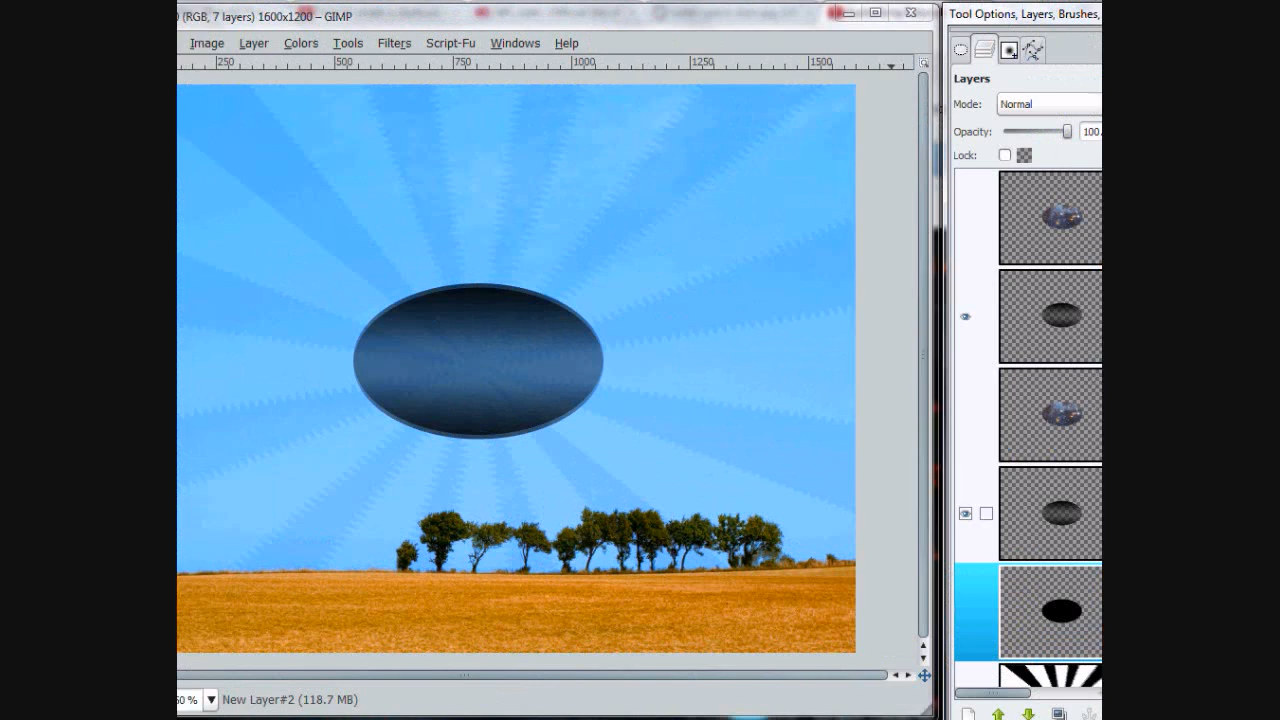 0 (RGB, 7 layers) 1600x1200 – GIMP
Image Layer Colors Tools Filters Script-Fu Windows Help
250 500 750 1000 1250 1500
50 % New Layer#2 (118.7 MB)
Tool Options, Layers, Brushes,
Layers
Mode: Normal
Opacity: 100.
Lock: